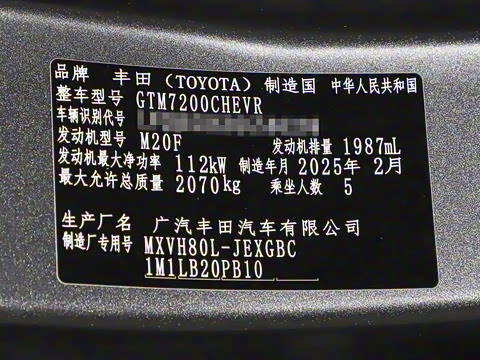 品牌 丰田（TOYOTA） 制造国 中华人民共和国
整车型号 GTM7200CHEVR
车辆识别代号
发动机型号 M20F 发动机排量 1987mL
发动机最大净功率 112kW 制造年月 2025年2月
最大允许总质量 2070kg 乘坐人数 5
生产厂名 广汽丰田汽车有限公司
制造厂专用号 MXVH80L-JEXGBC
1M1LB20PB10